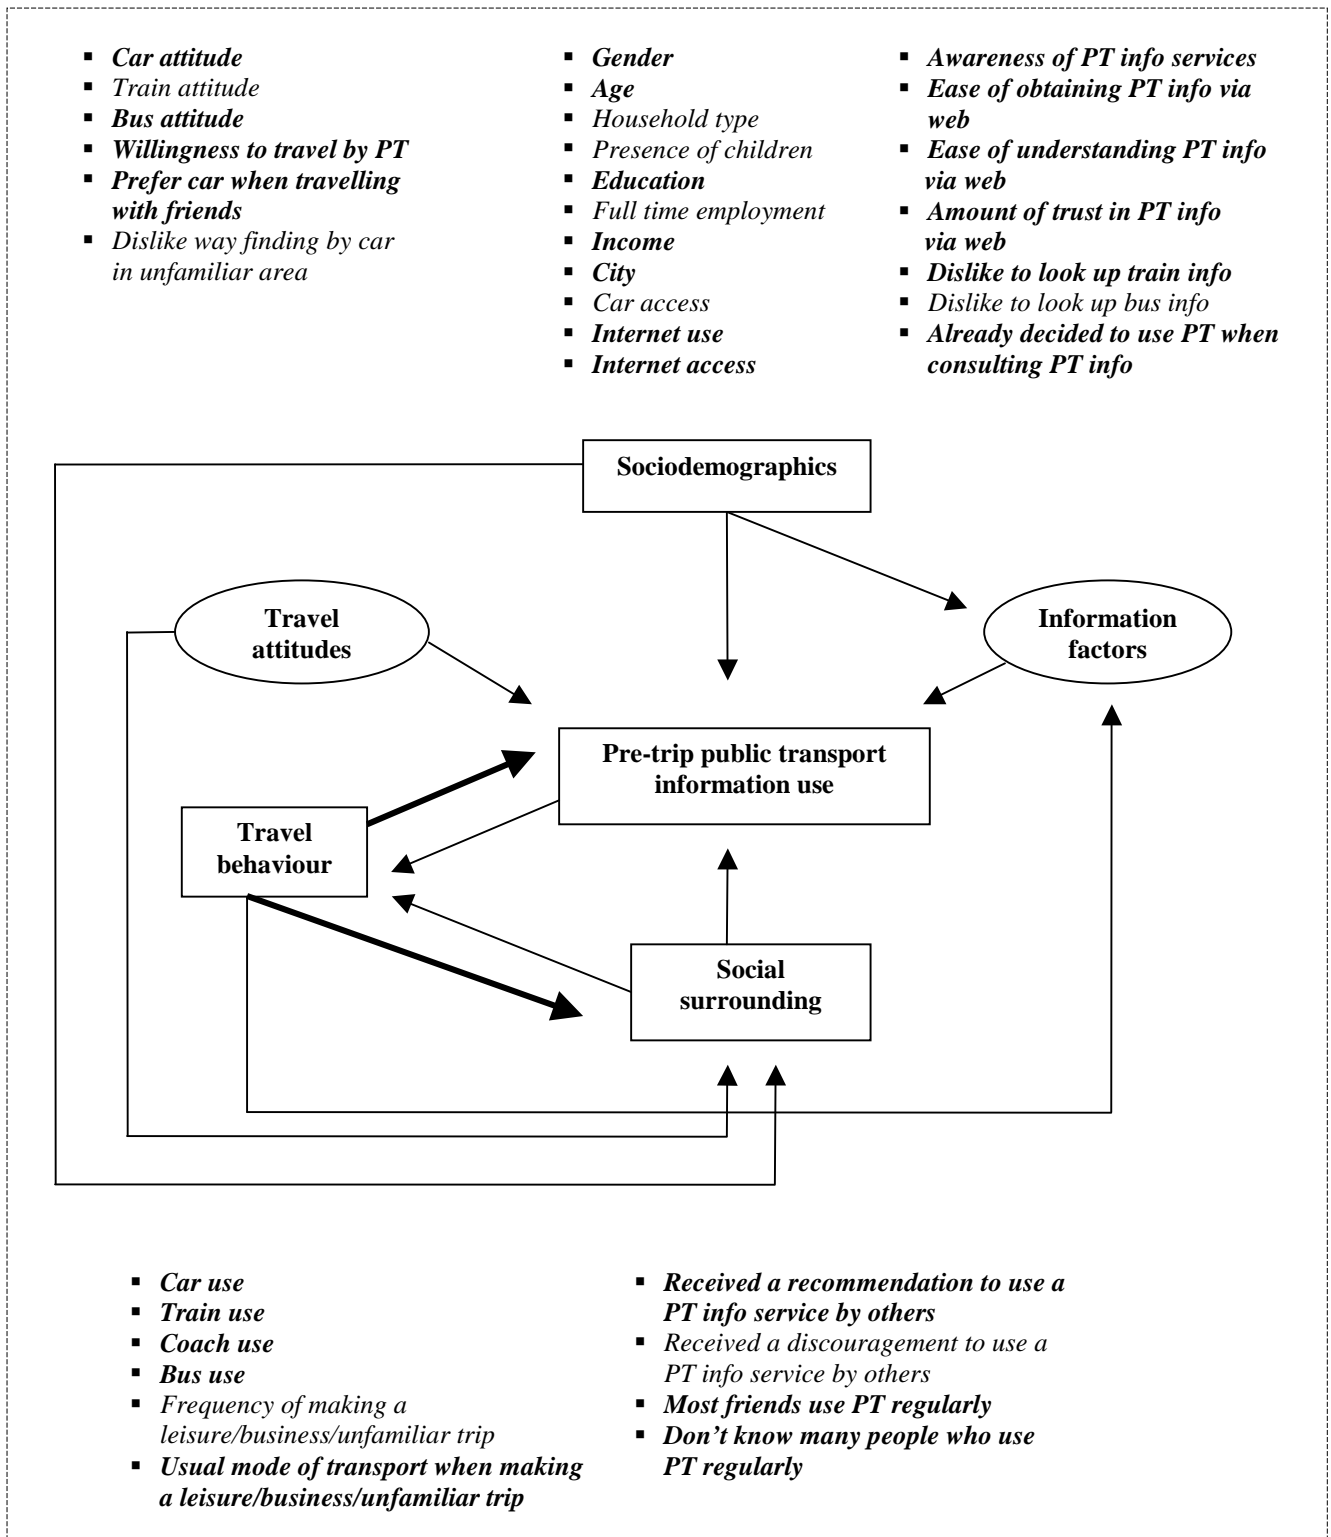 ▪ Car attitude
▪ Train attitude
▪ Bus attitude
▪ Willingness to travel by PT
▪ Prefer car when travelling
with friends
▪ Dislike way finding by car
in unfamiliar area
▪ Gender
▪ Age
▪ Household type
▪ Presence of children
▪ Education
▪ Full time employment
▪ Income
▪ City
▪ Car access
▪ Internet use
▪ Internet access
▪ Awareness of PT info services
▪ Ease of obtaining PT info via
web
▪ Ease of understanding PT info
via web
▪ Amount of trust in PT info
via web
▪ Dislike to look up train info
▪ Dislike to look up bus info
▪ Already decided to use PT when
consulting PT info
Sociodemographics
Travel
attitudes
Information
factors
Pre-trip public transport
information use
Travel
behaviour
Social
surrounding
▪ Car use
▪ Train use
▪ Coach use
▪ Bus use
▪ Frequency of making a
leisure/business/unfamiliar trip
▪ Usual mode of transport when making
a leisure/business/unfamiliar trip
▪ Received a recommendation to use a
PT info service by others
▪ Received a discouragement to use a
PT info service by others
▪ Most friends use PT regularly
▪ Don't know many people who use
PT regularly